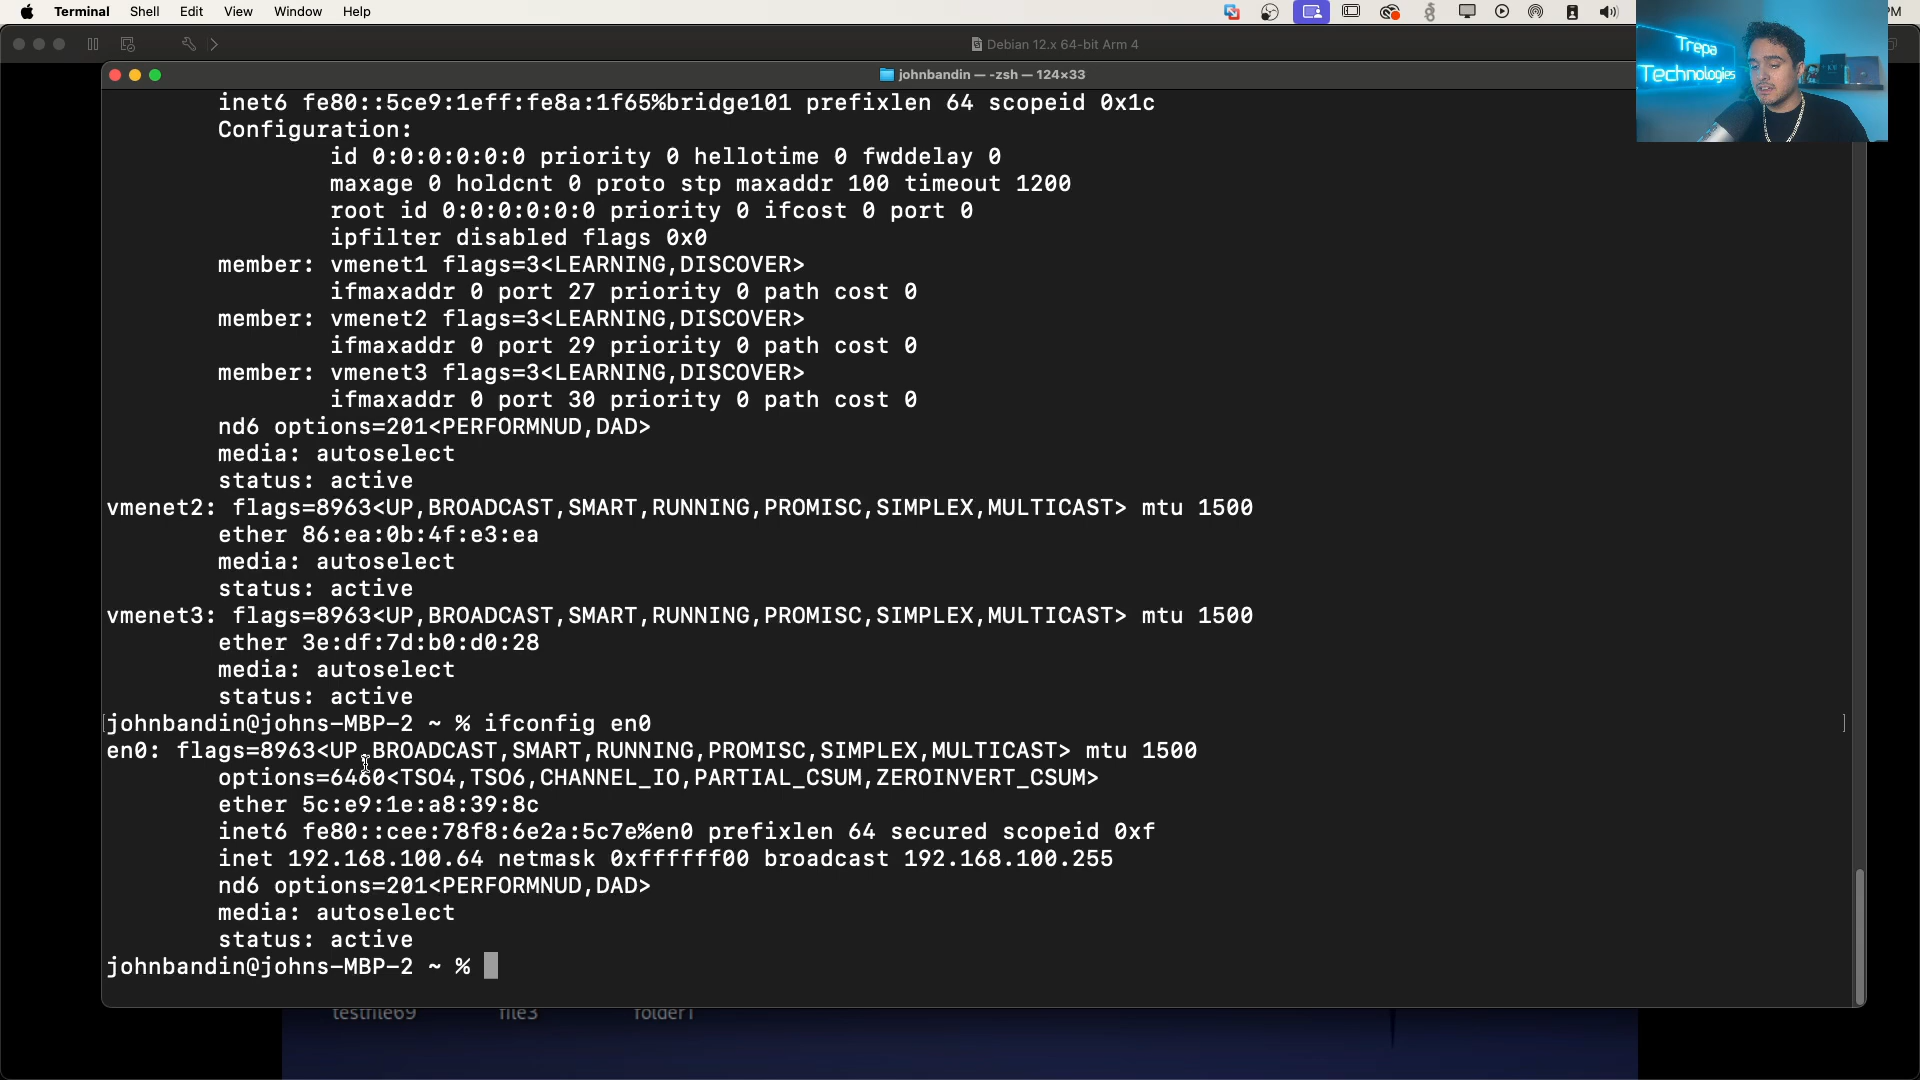 Terminal Shell Edit View Window Help
PM
Debian 12.x 64-bit Arm 4
Trepa
Technologies
johnbandin — -zsh — 124×33
inet6 fe80::5ce9:1eff:fe8a:1f65%bridge101 prefixlen 64 scopeid 0x1c
Configuration:
id 0:0:0:0:0:0 priority 0 hellotime 0 fwddelay 0
maxage 0 holdcnt 0 proto stp maxaddr 100 timeout 1200
root id 0:0:0:0:0:0 priority 0 ifcost 0 port 0
ipfilter disabled flags 0x0
member: vmenet1 flags=3<LEARNING,DISCOVER>
ifmaxaddr 0 port 27 priority 0 path cost 0
member: vmenet2 flags=3<LEARNING,DISCOVER>
ifmaxaddr 0 port 29 priority 0 path cost 0
member: vmenet3 flags=3<LEARNING,DISCOVER>
ifmaxaddr 0 port 30 priority 0 path cost 0
nd6 options=201<PERFORMNUD,DAD>
media: autoselect
status: active
vmenet2: flags=8963<UP,BROADCAST,SMART,RUNNING,PROMISC,SIMPLEX,MULTICAST> mtu 1500
ether 86:ea:0b:4f:e3:ea
media: autoselect
status: active
vmenet3: flags=8963<UP,BROADCAST,SMART,RUNNING,PROMISC,SIMPLEX,MULTICAST> mtu 1500
ether 3e:df:7d:b0:d0:28
media: autoselect
status: active
[johnbandin@johns-MBP-2 ~ % ifconfig en0 ]
en0: flags=8963<UP,BROADCAST,SMART,RUNNING,PROMISC,SIMPLEX,MULTICAST> mtu 1500
options=6460<TSO4,TSO6,CHANNEL_IO,PARTIAL_CSUM,ZEROINVERT_CSUM>
ether 5c:e9:1e:a8:39:8c
inet6 fe80::cee:78f8:6e2a:5c7e%en0 prefixlen 64 secured scopeid 0xf
inet 192.168.100.64 netmask 0xffffff00 broadcast 192.168.100.255
nd6 options=201<PERFORMNUD,DAD>
media: autoselect
status: active
johnbandin@johns-MBP-2 ~ %
testfile69 file3 folder1